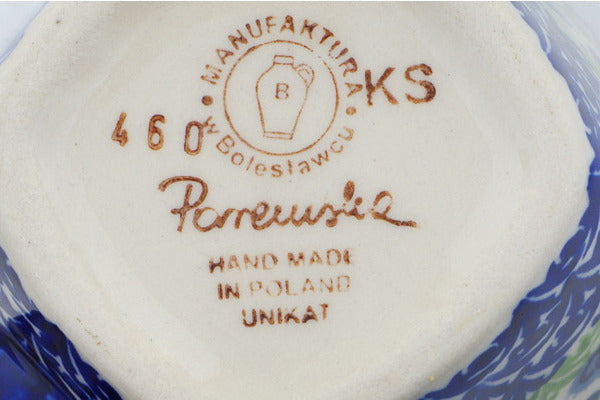 MANUFAKTURA
w Bolesławcu
B
KS
460
HAND MADE
IN POLAND
UNIKAT